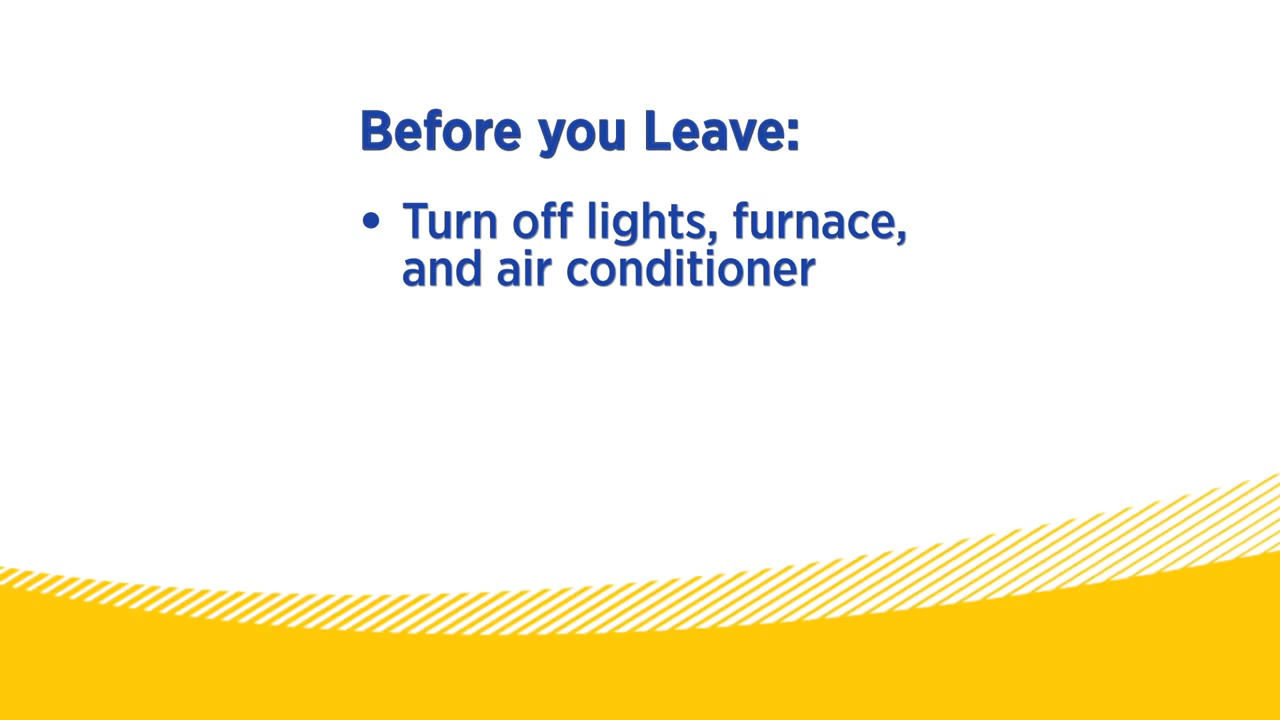 Before you Leave:
• Turn off lights, furnace,
and air conditioner